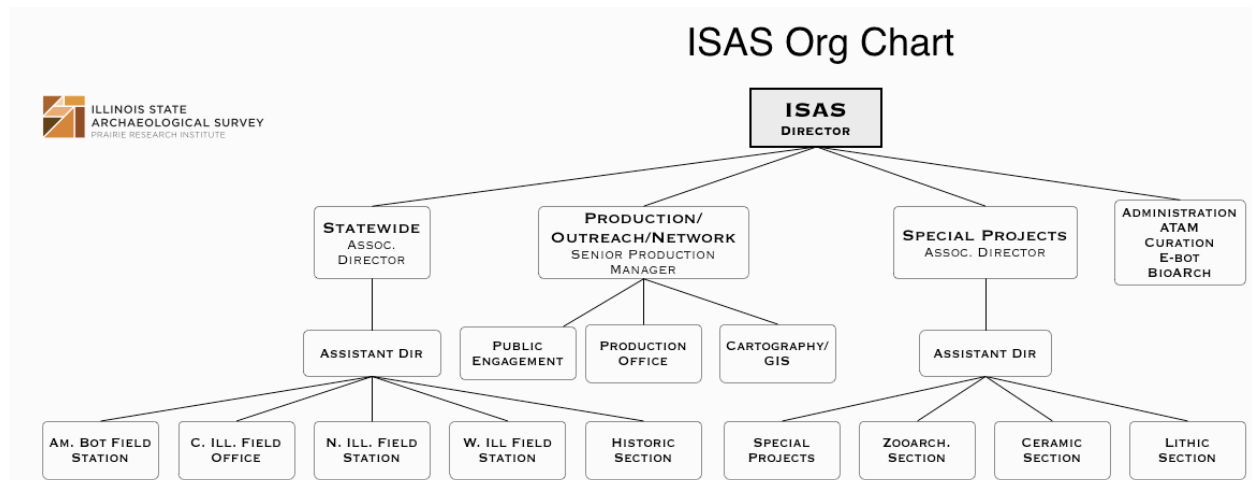 ISAS Org Chart
ILLINOIS STATE
ARCHAEOLOGICAL SURVEY
PRAIRIE RESEARCH INSTITUTE
ISAS
DIRECTOR
STATEWIDE
ASSOC.
DIRECTOR
PRODUCTION/
OUTREACH/NETWORK
SENIOR PRODUCTION
MANAGER
SPECIAL PROJECTS
ASSOC. DIRECTOR
ADMINISTRATION
ATAM
CURATION
E-BOT
BIOARCH
ASSISTANT DIR
PUBLIC
ENGAGEMENT
PRODUCTION
OFFICE
CARTOGRAPHY/
GIS
ASSISTANT DIR
AM. BOT FIELD
STATION
C. ILL. FIELD
OFFICE
N. ILL. FIELD
STATION
W. ILL FIELD
STATION
HISTORIC
SECTION
SPECIAL
PROJECTS
ZOOARCH.
SECTION
CERAMIC
SECTION
LITHIC
SECTION